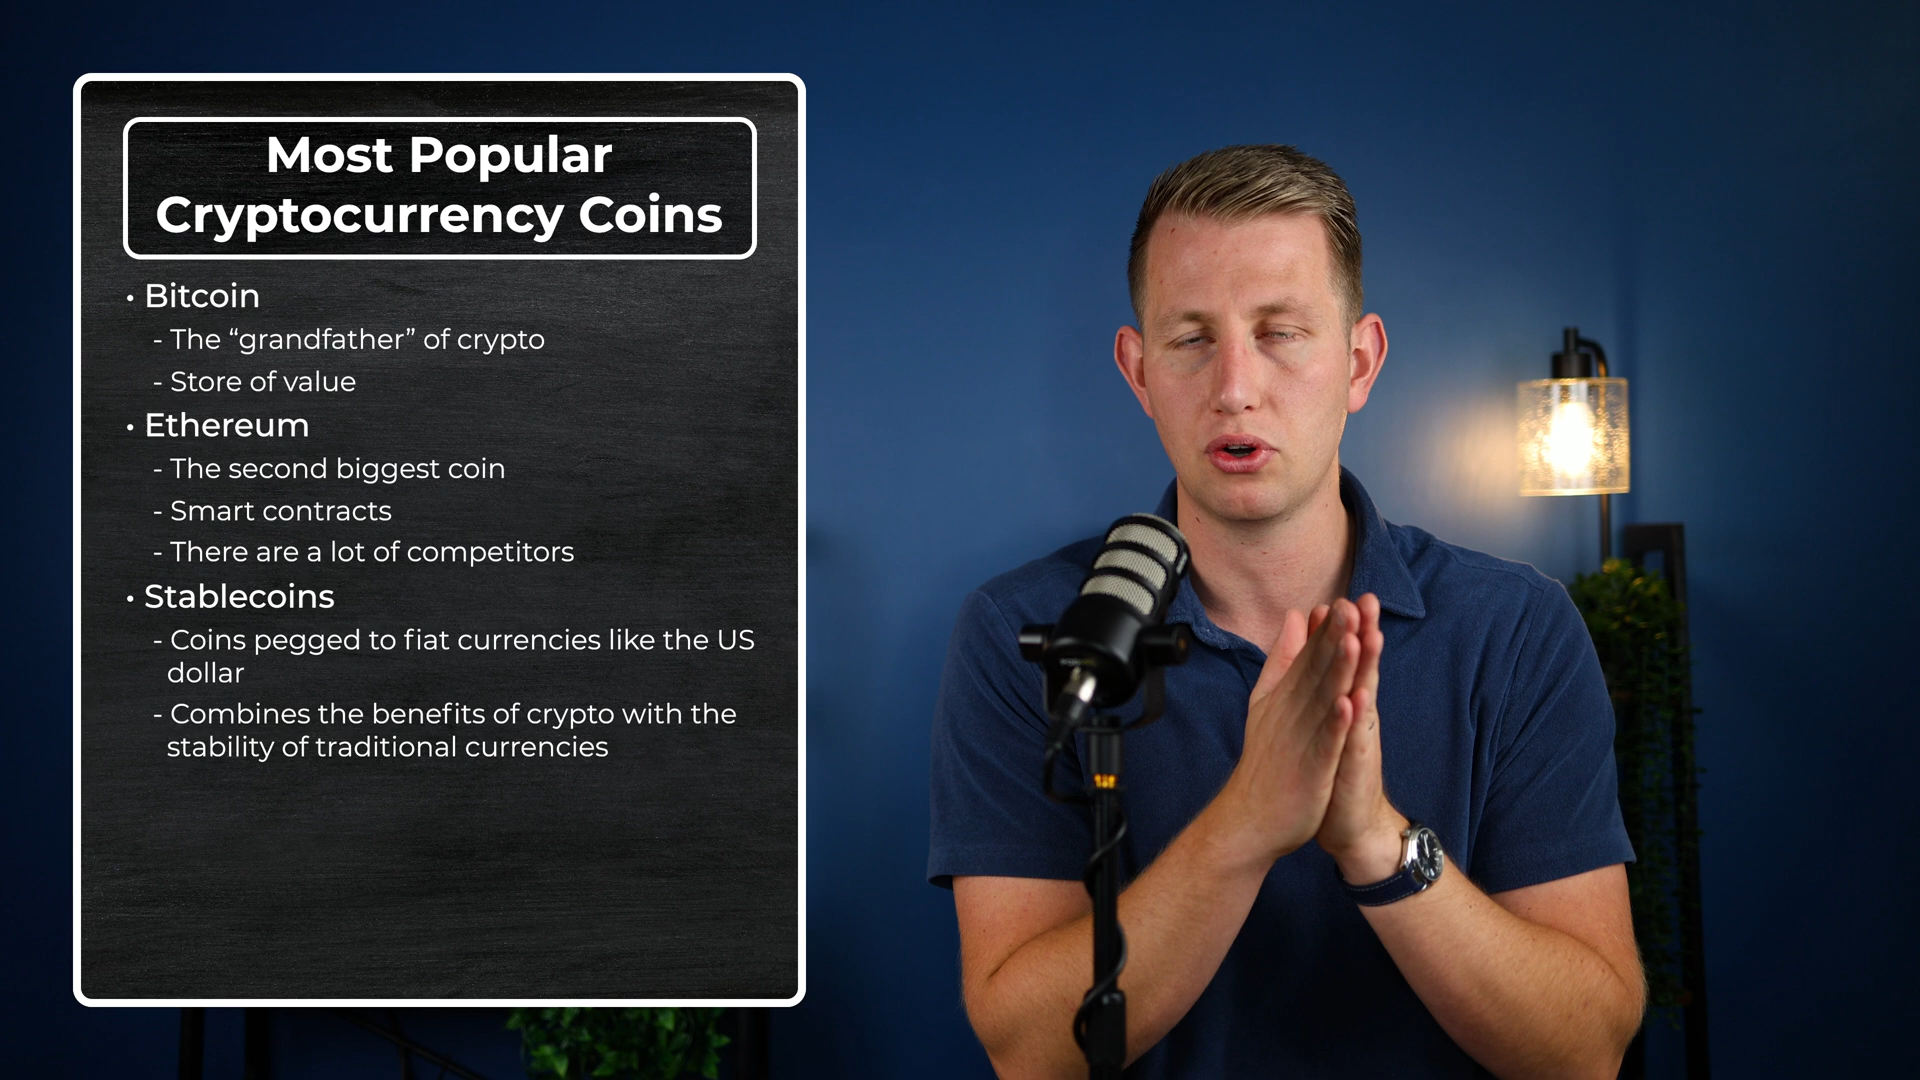 Most Popular
Cryptocurrency Coins
• Bitcoin
- The “grandfather” of crypto
- Store of value
• Ethereum
- The second biggest coin
- Smart contracts
- There are a lot of competitors
• Stablecoins
- Coins pegged to fiat currencies like the US
dollar
- Combines the benefits of crypto with the
stability of traditional currencies